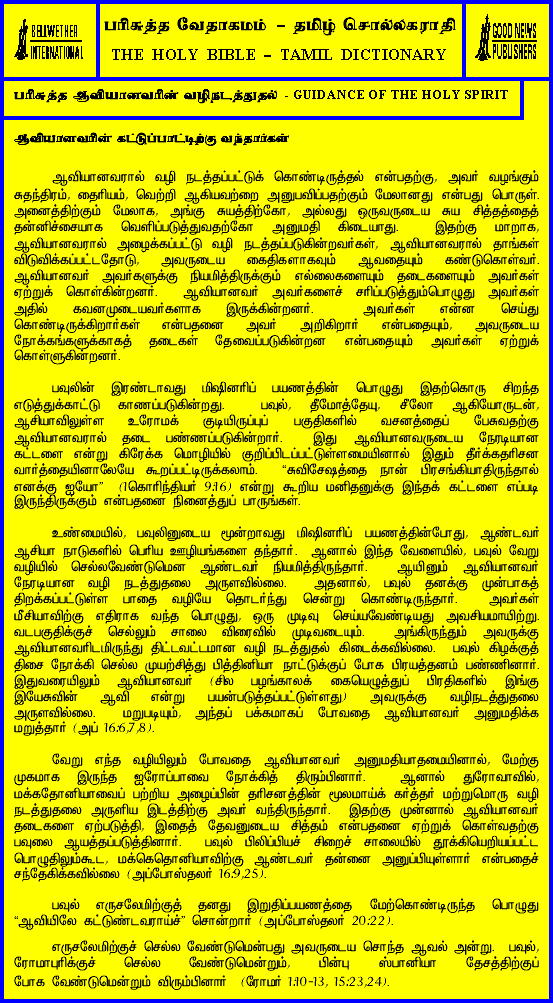 BELLWETHER
INTERNATIONAL
பரிசுத்த வேதாகமம் – தமிழ் சொல்லகராதி
THE HOLY BIBLE – TAMIL DICTIONARY
GOOD NEWS
PUBLISHERS
பரிசுத்த ஆவியானவரின் வழிநடத்துதல் - GUIDANCE OF THE HOLY SPIRIT
ஆவியானவரின் கட்டுப்பாட்டிற்கு வந்தார்கள்
ஆவியானவரால் வழி நடத்தப்பட்டுக் கொண்டிருத்தல் என்பதற்கு, அவர் வழங்கும்
சுதந்திரம், தைரியம், வெற்றி ஆகியவற்றை அனுபவிப்பதற்கும் மேலானது என்பது பொருள்.
அனைத்திற்கும் மேலாக, அங்கு சுயத்திற்கோ, அல்லது ஒருவருடைய சுய சித்தத்தைத்
தன்னிச்சையாக வெளிப்படுத்துவதற்கோ அனுமதி கிடையாது. இதற்கு மாறாக,
ஆவியானவரால் அழைக்கப்பட்டு வழி நடத்தப்படுகின்றவர்கள், ஆவியானவரால் தாங்கள்
விடுவிக்கப்பட்டதோடு, அவருடைய கைதிகளாகவும் ஆவதையும் கண்டுகொள்வர்.
ஆவியானவர் அவர்களுக்கு நியமித்திருக்கும் எல்லைகளையும் தடைகளையும் அவர்கள்
ஏற்றுக் கொள்கின்றனர். ஆவியானவர் அவர்களைச் சரிப்படுத்தும்பொழுது அவர்கள்
அதில் கவனமுடையவர்களாக இருக்கின்றனர். அவர்கள் என்ன செய்து
கொண்டிருக்கிறார்கள் என்பதனை அவர் அறிகிறார் என்பதையும், அவருடைய
நோக்கங்களுக்காகத் தடைகள் தேவைப்படுகின்றன என்பதையும் அவர்கள் ஏற்றுக்
கொள்ளுகின்றனர்.
பவுலின் இரண்டாவது மிஷினரிப் பயணத்தின் பொழுது இதற்கொரு சிறந்த
எடுத்துக்காட்டு காணப்படுகின்றது. பவுல், தீமோத்தேயு, சீலோ ஆகியோருடன்,
ஆசியாவிலுள்ள உரோமக் குடியிருப்புப் பகுதிகளில் வசனத்தைப் பேசுவதற்கு
ஆவியானவரால் தடை பண்ணப்படுகின்றார். இது ஆவியானவருடைய நேரடியான
கட்டளை என்று கிரேக்க மொழியில் குறிப்பிடப்பட்டுள்ளமையினால் இதும் தீர்க்கதரிசன
வார்த்தையினாலேயே கூறப்பட்டிருக்கலாம். “சுவிசேஷத்தை நான் பிரசங்கியாதிருந்தால்
எனக்கு ஐயோ” (1கொரிந்தியர் 9:16) என்று கூறிய மனிதனுக்கு இந்தக் கட்டளை எப்படி
இருந்திருக்கும் என்பதனை நினைத்துப் பாருங்கள்.
உண்மையில், பவுலினுடைய மூன்றாவது மிஷினரிப் பயணத்தின்போது, ஆண்டவர்
ஆசியா நாடுகளில் பெரிய ஊழியங்களை தந்தார். ஆனால் இந்த வேளையில், பவுல் வேறு
வழியில் செல்லவேண்டுமென ஆண்டவர் நியமித்திருந்தார். ஆயினும் ஆவியானவர்
நேரடியான வழி நடத்துதலை அருளவில்லை. அதனால், பவுல் தனக்கு முன்பாகத்
திறக்கப்பட்டுள்ள பாதை வழியே தொடர்ந்து சென்று கொண்டிருந்தார். அவர்கள்
மீசியாவிற்கு எதிராக வந்த பொழுது, ஒரு முடிவு செய்யவேண்டியது அவசியமாயிற்று.
வடபகுதிக்குச் செல்லும் சாலை விரைவில் முடிவடையும். அங்கிருந்தும் அவருக்கு
ஆவியானவரிடமிருந்து திட்டவட்டமான வழி நடத்துதல் கிடைக்கவில்லை. பவுல் கிழக்குத்
திசை நோக்கி செல்ல முயற்சித்து பித்தினியா நாட்டுக்குப் போக பிரயத்தனம் பண்ணினார்.
இதுவரையிலும் ஆவியானவர் (சில பழங்காலக் கையெழுத்துப் பிரதிகளில் இங்கு
இயேசுவின் ஆவி என்று பயன்படுத்தப்பட்டுள்ளது) அவருக்கு வழிநடத்துதலை
அருளவில்லை. மறுபடியும், அந்தப் பக்கமாகப் போவதை ஆவியானவர் அனுமதிக்க
மறுத்தார் (அப் 16:6,7,8).
வேறு எந்த வழியிலும் போவதை ஆவியானவர் அனுமதியாதமையினால், மேற்கு
முகமாக இருந்த ஐரோப்பாவை நோக்கித் திரும்பினார். ஆனால் துரோவாவில்,
மக்கதோனியாவைப் பற்றிய அழைப்பின் தரிசனத்தின் மூலமாய்க் கர்த்தர் மற்றுமொரு வழி
நடத்துதலை அருளிய இடத்திற்கு அவர் வந்திருந்தார். இதற்கு முன்னால் ஆவியானவர்
தடைகளை ஏற்படுத்தி, இதைத் தேவனுடைய சித்தம் என்பதனை ஏற்றுக் கொள்வதற்கு
பவுலை ஆயத்தப்படுத்தினார். பவுல் பிலிப்பியச் சிறைச் சாலையில் தூக்கியெறியப்பட்ட
பொழுதிலும்கூட, மக்கெதொனியாவிற்கு ஆண்டவர் தன்னை அனுப்பியுள்ளார் என்பதைச்
சந்தேகிக்கவில்லை (அப்போஸ்தலர் 16:9,25).
பவுல் எருசலேமிற்குத் தனது இறுதிப்பயணத்தை மேற்கொண்டிருந்த பொழுது
“ஆவியிலே கட்டுண்டவராய்ச்” சொன்றார் (அப்போஸ்தலர் 20:22).
எருசலேமிற்குச் செல்ல வேண்டுமென்பது அவருடைய சொந்த ஆவல் அன்று. பவுல்,
ரோமாபுரிக்குச் செல்ல வேண்டுமென்றும், பின்பு ஸ்பானியா தேசத்திற்குப்
போக வேண்டுமென்றும் விரும்பினார் (ரோமர் 1:10-13, 15:23,24).